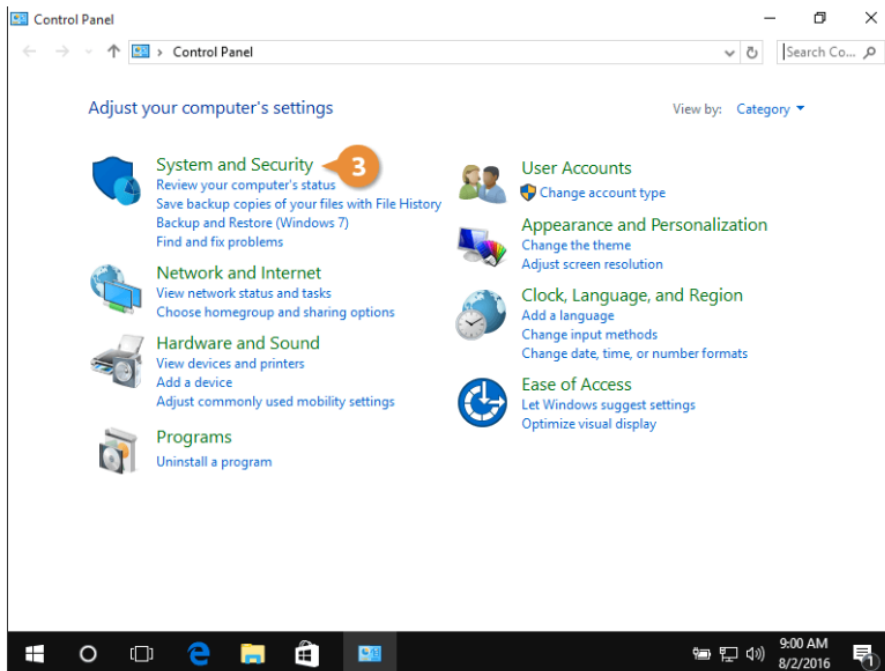 Control Panel
Control Panel
Search Co...
Adjust your computer's settings
View by: Category
System and Security
3
Review your computer's status
Save backup copies of your files with File History
Backup and Restore (Windows 7)
Find and fix problems
Network and Internet
View network status and tasks
Choose homegroup and sharing options
Hardware and Sound
View devices and printers
Add a device
Adjust commonly used mobility settings
Programs
Uninstall a program
User Accounts
Change account type
Appearance and Personalization
Change the theme
Adjust screen resolution
Clock, Language, and Region
Add a language
Change input methods
Change date, time, or number formats
Ease of Access
Let Windows suggest settings
Optimize visual display
9:00 AM
8/2/2016
1